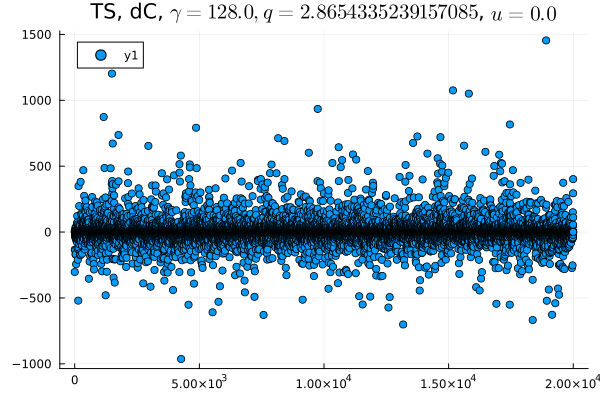 TS, dC, γ = 128.0, q = 2.8654335239157085, u = 0.0
y1
1500
1000
500
0
−500
−1000
0 5.00×10³ 1.00×10⁴ 1.50×10⁴ 2.00×10⁴